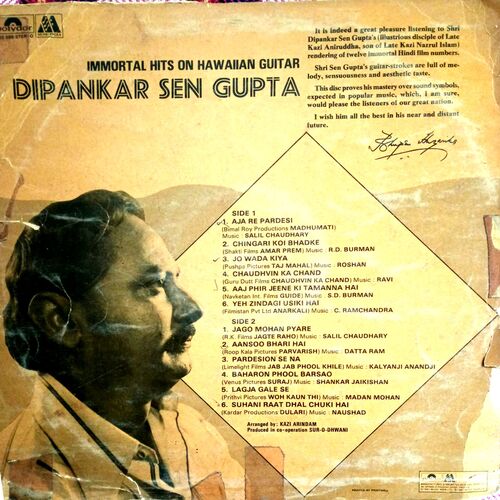 polydor
It is indeed a great pleasure listening to Shri
Dipankar Sen Gupta's (illustrious disciple of Late
Kazi Aniruddha, son of Late Kazi Nazrul Islam)
rendering of twelve immortal Hindi film numbers.
Shri Sen Gupta's guitar-strokes are full of me-
lody, sensuousness and aesthetic taste.
This disc proves his mastery over sound symbols,
expected in popular music, which, I am sure,
would please the listeners of our great nation.
I wish him all the best in his near and distant
future.
IMMORTAL HITS ON HAWAIIAN GUITAR
DIPANKAR SEN GUPTA
SIDE 1
1. AJA RE PARDESI
(Bimal Roy Productions MADHUMATI)
Music : SALIL CHAUDHARY
2. CHINGARI KOI BHADKE
(Shakti Films AMAR PREM) Music : R.D. BURMAN
3. JO WADA KIYA
(Pushpa Pictures TAJ MAHAL) Music : ROSHAN
4. CHAUDHVIN KA CHAND
(Guru Dutt Films CHAUDHVIN KA CHAND) Music : RAVI
5. AAJ PHIR JEENE KI TAMANNA HAI
(Navketan Int. Films GUIDE) Music : S.D. BURMAN
6. YEH ZINDAGI USIKI HAI
(Filmistan Pvt Ltd ANARKALI) Music : C. RAMCHANDRA
SIDE 2
1. JAGO MOHAN PYARE
(R.K. Films JAGTE RAHO) Music : SALIL CHAUDHARY
2. AANSOO BHARI HAI
(Roop Kala Pictures PARVARISH) Music : DATTA RAM
3. PARDESION SE NA
(Limelight Films JAB JAB PHOOL KHILE) Music : KALYANJI ANANDJI
4. BAHARON PHOOL BARSAO
(Venus Pictures SURAJ) Music : SHANKAR JAIKISHAN
5. LAGJA GALE SE
(Prithvi Pictures WOH KAUN THI) Music : MADAN MOHAN
6. SUHANI RAAT DHAL CHUKI HAI
(Kardar Productions DULARI) Music : NAUSHAD
Arranged by : KAZI ARINDAM
Produced in co-operation SUR-O-DHWANI